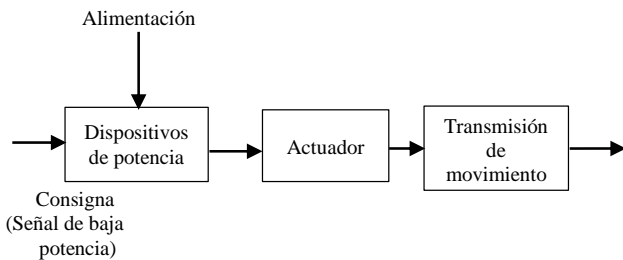 Alimentación
Dispositivos
de potencia
Actuador
Transmisión
de
movimiento
Consigna
(Señal de baja
potencia)